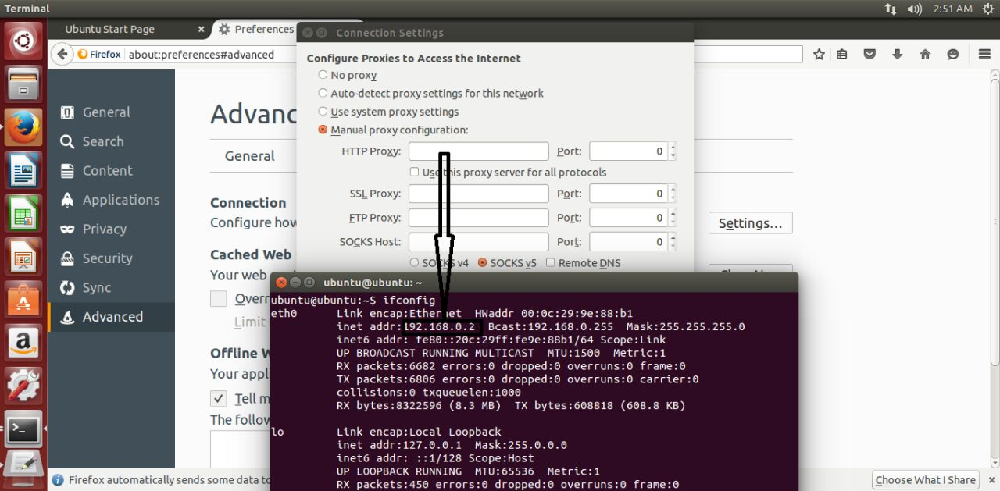 Terminal
2:51 AM
Ubuntu Start Page
Preferences
Connection Settings
Firefox about:preferences#advanced
Configure Proxies to Access the Internet
No proxy
Auto-detect proxy settings for this network
Use system proxy settings
Manual proxy configuration:
HTTP Proxy: Port: 0
Use this proxy server for all protocols
SSL Proxy: Port: 0
FTP Proxy: Port: 0
SOCKS Host: Port: 0
SOCKS v4 SOCKS v5 Remote DNS
General
Search
Content
Applications
Privacy
Security
Sync
Advanced
Advanc
General
Connection
Configure how
Settings...
Cached Web
Your web
Overr
Limit
Offline W
Your appli
Tell m
The follow
ubuntu@ubuntu: ~
ubuntu@ubuntu:~$ ifconfig
eth0 Link encap:Ethernet HWaddr 00:0c:29:9e:88:b1
inet addr:192.168.0.2 Bcast:192.168.0.255 Mask:255.255.255.0
inet6 addr: fe80::20c:29ff:fe9e:88b1/64 Scope:Link
UP BROADCAST RUNNING MULTICAST MTU:1500 Metric:1
RX packets:6682 errors:0 dropped:0 overruns:0 frame:0
TX packets:6806 errors:0 dropped:0 overruns:0 carrier:0
collisions:0 txqueuelen:1000
RX bytes:8322596 (8.3 MB) TX bytes:608818 (608.8 KB)
lo Link encap:Local Loopback
inet addr:127.0.0.1 Mask:255.0.0.0
inet6 addr: ::1/128 Scope:Host
UP LOOPBACK RUNNING MTU:65536 Metric:1
RX packets:450 errors:0 dropped:0 overruns:0 frame:0
Firefox automatically sends some data to
Choose What I Share